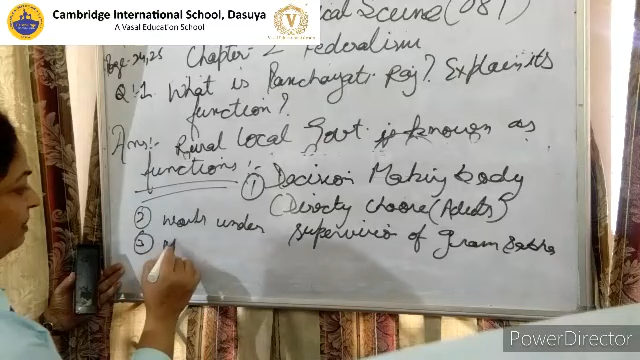 Cambridge International School, Dasuya
A Vasal Education School
Science (087)
Page:- 24,25 Chapter-2 Federalism
Q:1 What is Panchayati Raj? Explain its
function?
Ans:- Rural local Govt. is known as
functions:- ① Decision Making body
(Directly choose (Adults)
② works under supervision of gram sabha
③
PowerDirector